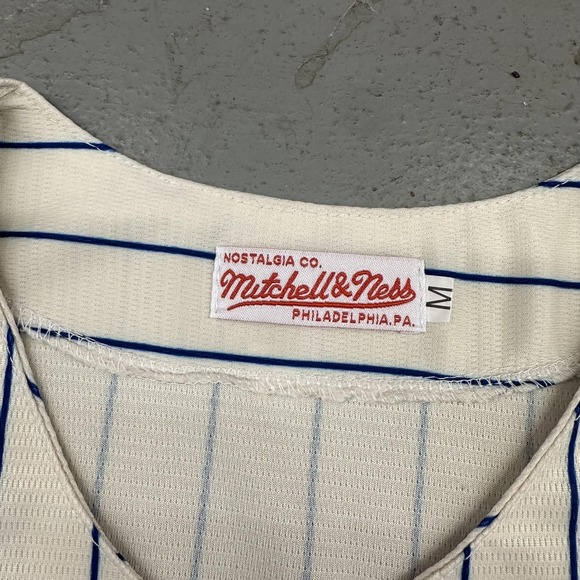 NOSTALGIA CO.
Mitchell & Ness
PHILADELPHIA, PA.
M